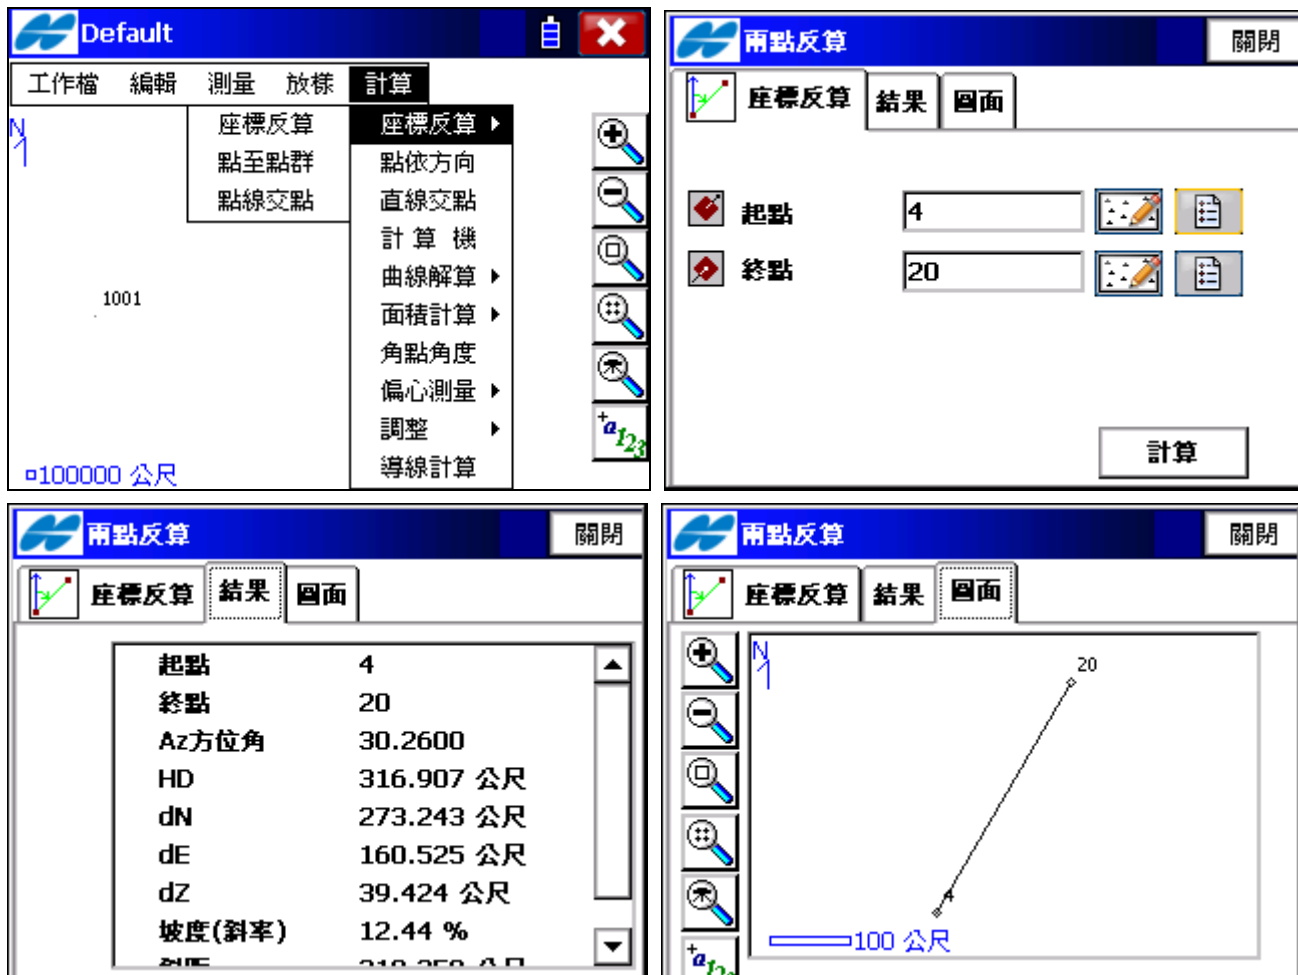 Default
工作檔 編輯 測量 放樣 計算
N
座標反算 座標反算
點至點群 點依方向
點線交點 直線交點
計 算 機
曲線解算
1001
面積計算
角點角度
偏心測量
調整
導線計算
100000 公尺
+a123
兩點反算 關閉
座標反算 結果 圖面
起點 4
終點 20
計算
兩點反算 關閉
座標反算 結果 圖面
起點 4
終點 20
Az方位角 30.2600
HD 316.907 公尺
dN 273.243 公尺
dE 160.525 公尺
dZ 39.424 公尺
坡度(斜率) 12.44 %
兩點反算 關閉
座標反算 結果 圖面
N
20
4
100 公尺